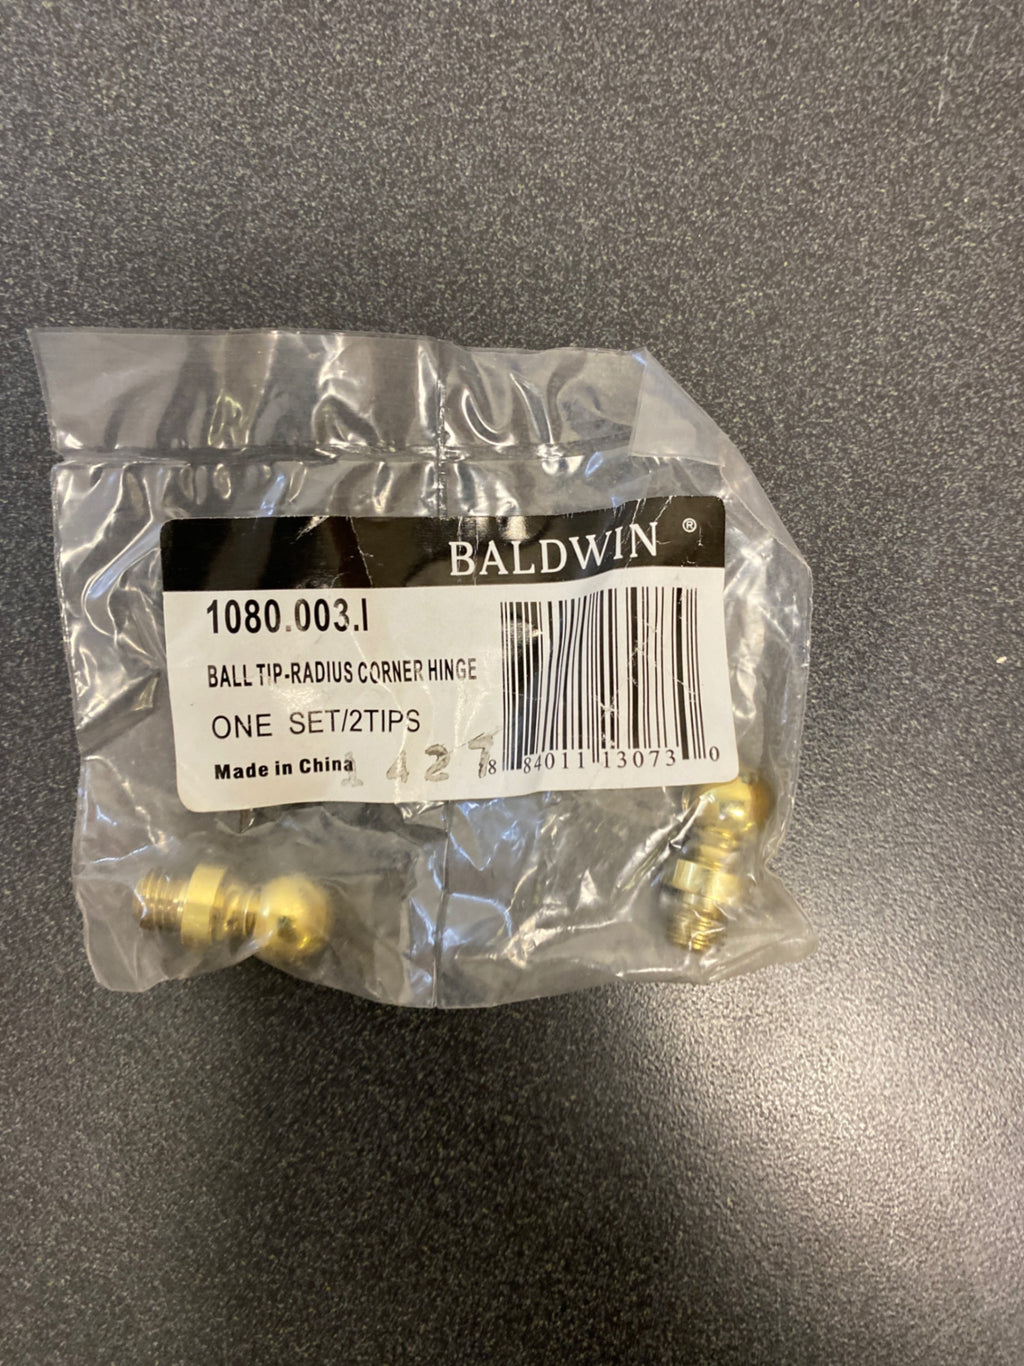 BALDWIN ®
1080.003.I
BALL TIP-RADIUS CORNER HINGE
ONE SET/2TIPS
Made in China
1427
8 84011 13073 0